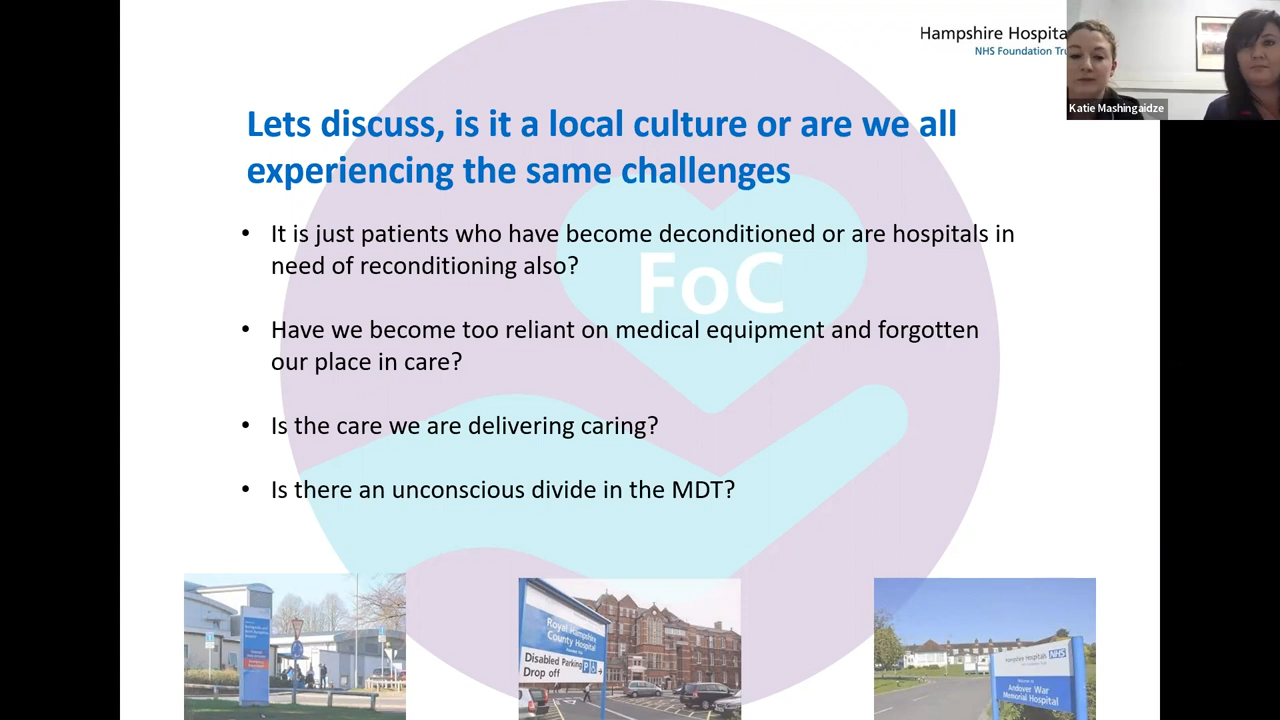 Hampshire Hospita
NHS Foundation Tru
Katie Mashingaidze
Lets discuss, is it a local culture or are we all
experiencing the same challenges
• It is just patients who have become deconditioned or are hospitals in
need of reconditioning also?
FoC
• Have we become too reliant on medical equipment and forgotten
our place in care?
• Is the care we are delivering caring?
• Is there an unconscious divide in the MDT?
Royal Hampshire
County Hospital
Disabled Parking P
Drop off
Hampshire Hospitals NHS
Andover War
Memorial Hospital